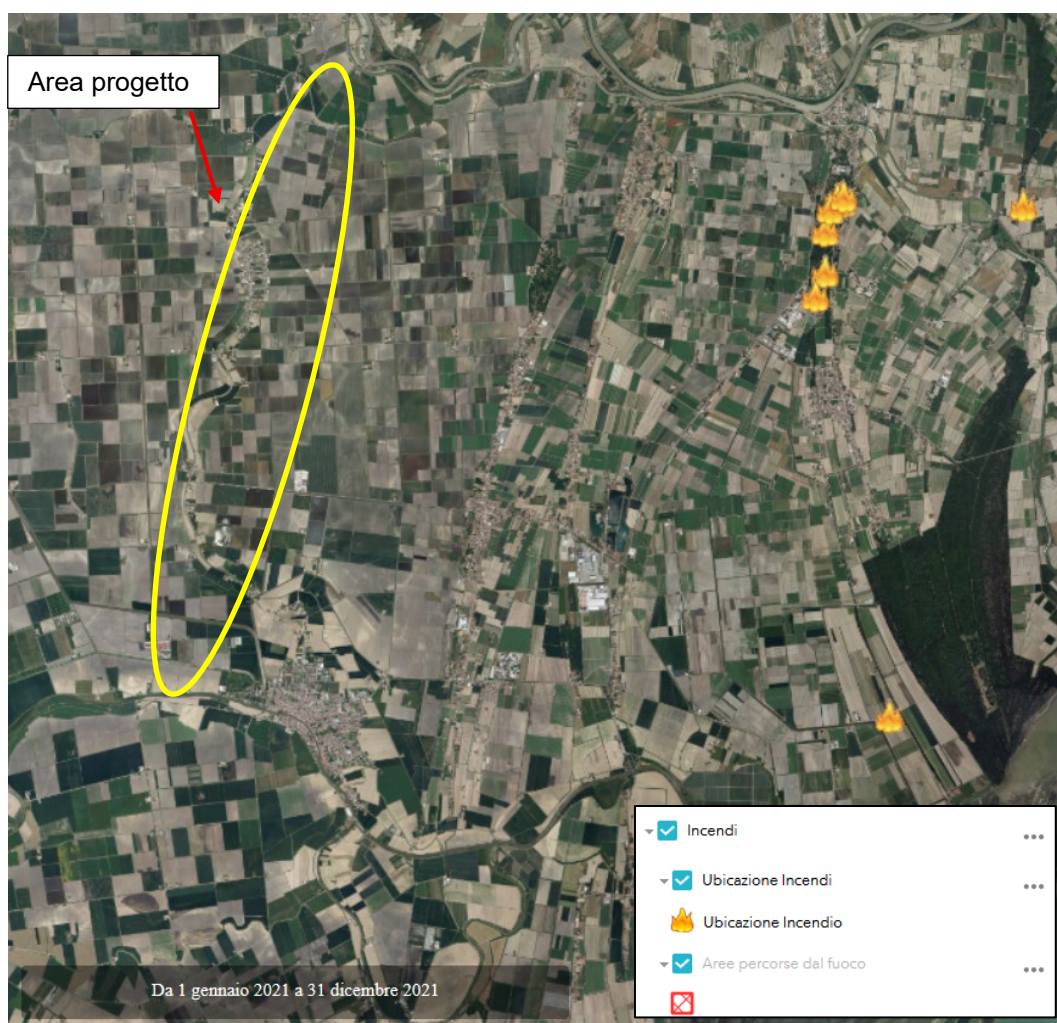 Area progetto
Incendi
Ubicazione Incendi
Ubicazione Incendio
Aree percorse dal fuoco
Da 1 gennaio 2021 a 31 dicembre 2021